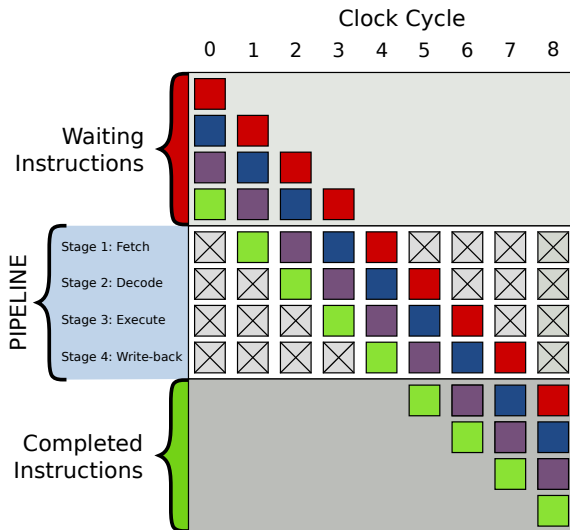 Clock Cycle
0 1 2 3 4 5 6 7 8
Waiting
Instructions
PIPELINE
Stage 1: Fetch
Stage 2: Decode
Stage 3: Execute
Stage 4: Write-back
Completed
Instructions